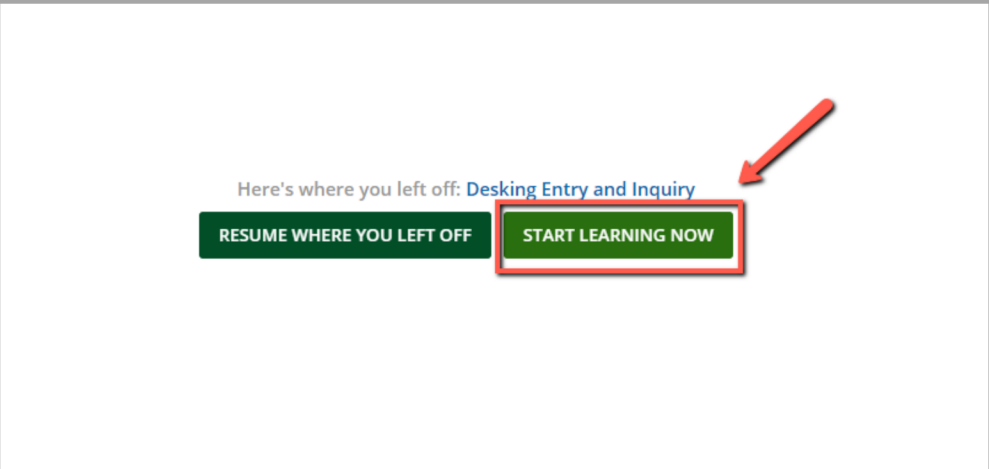 Here's where you left off: Desking Entry and Inquiry
RESUME WHERE YOU LEFT OFF
START LEARNING NOW